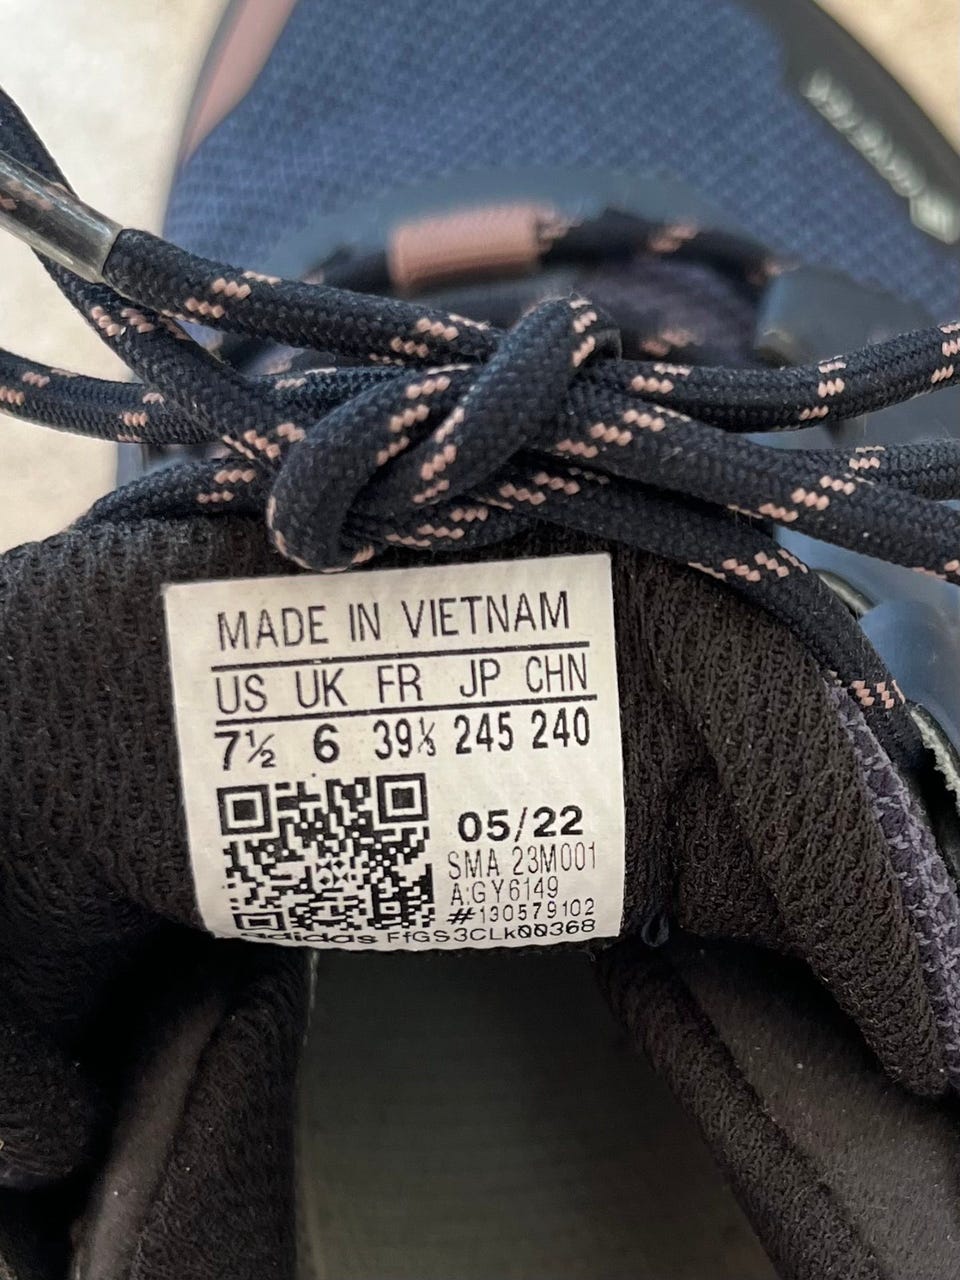 MADE IN VIETNAM
US UK FR JP CHN
7½ 6 39⅓ 245 240
05/22
SMA 23M001
A:GY6149
#130579102
adidas FfGS3CLk00368